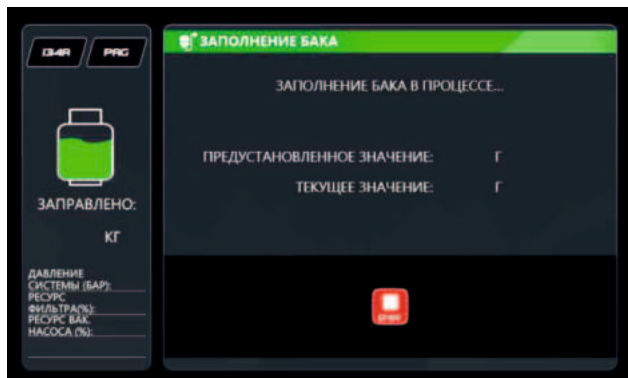 PAG
ЗАПРАВЛЕНО:
КГ
ДАВЛЕНИЕ
СИСТЕМЫ (БАР):
РЕСУРС
ФИЛЬТРА(%):
РЕСУРС ВАК.
НАСОСА (%):
ЗАПОЛНЕНИЕ БАКА
ЗАПОЛНЕНИЕ БАКА В ПРОЦЕССЕ...
ПРЕДУСТАНОВЛЕННОЕ ЗНАЧЕНИЕ: Г
ТЕКУЩЕЕ ЗНАЧЕНИЕ: Г